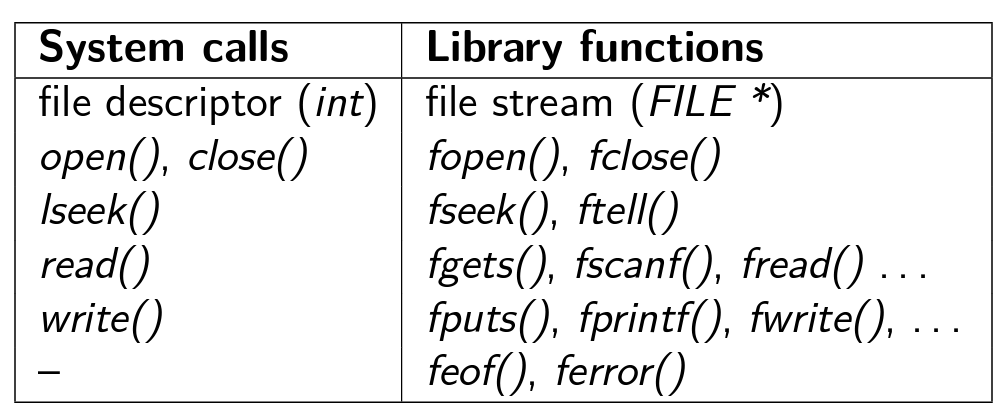 System calls Library functions
file descriptor (int) file stream (FILE *)
open(), close() fopen(), fclose()
lseek() fseek(), ftell()
read() fgets(), fscanf(), fread() ...
write() fputs(), fprintf(), fwrite(), ...
– feof(), ferror()